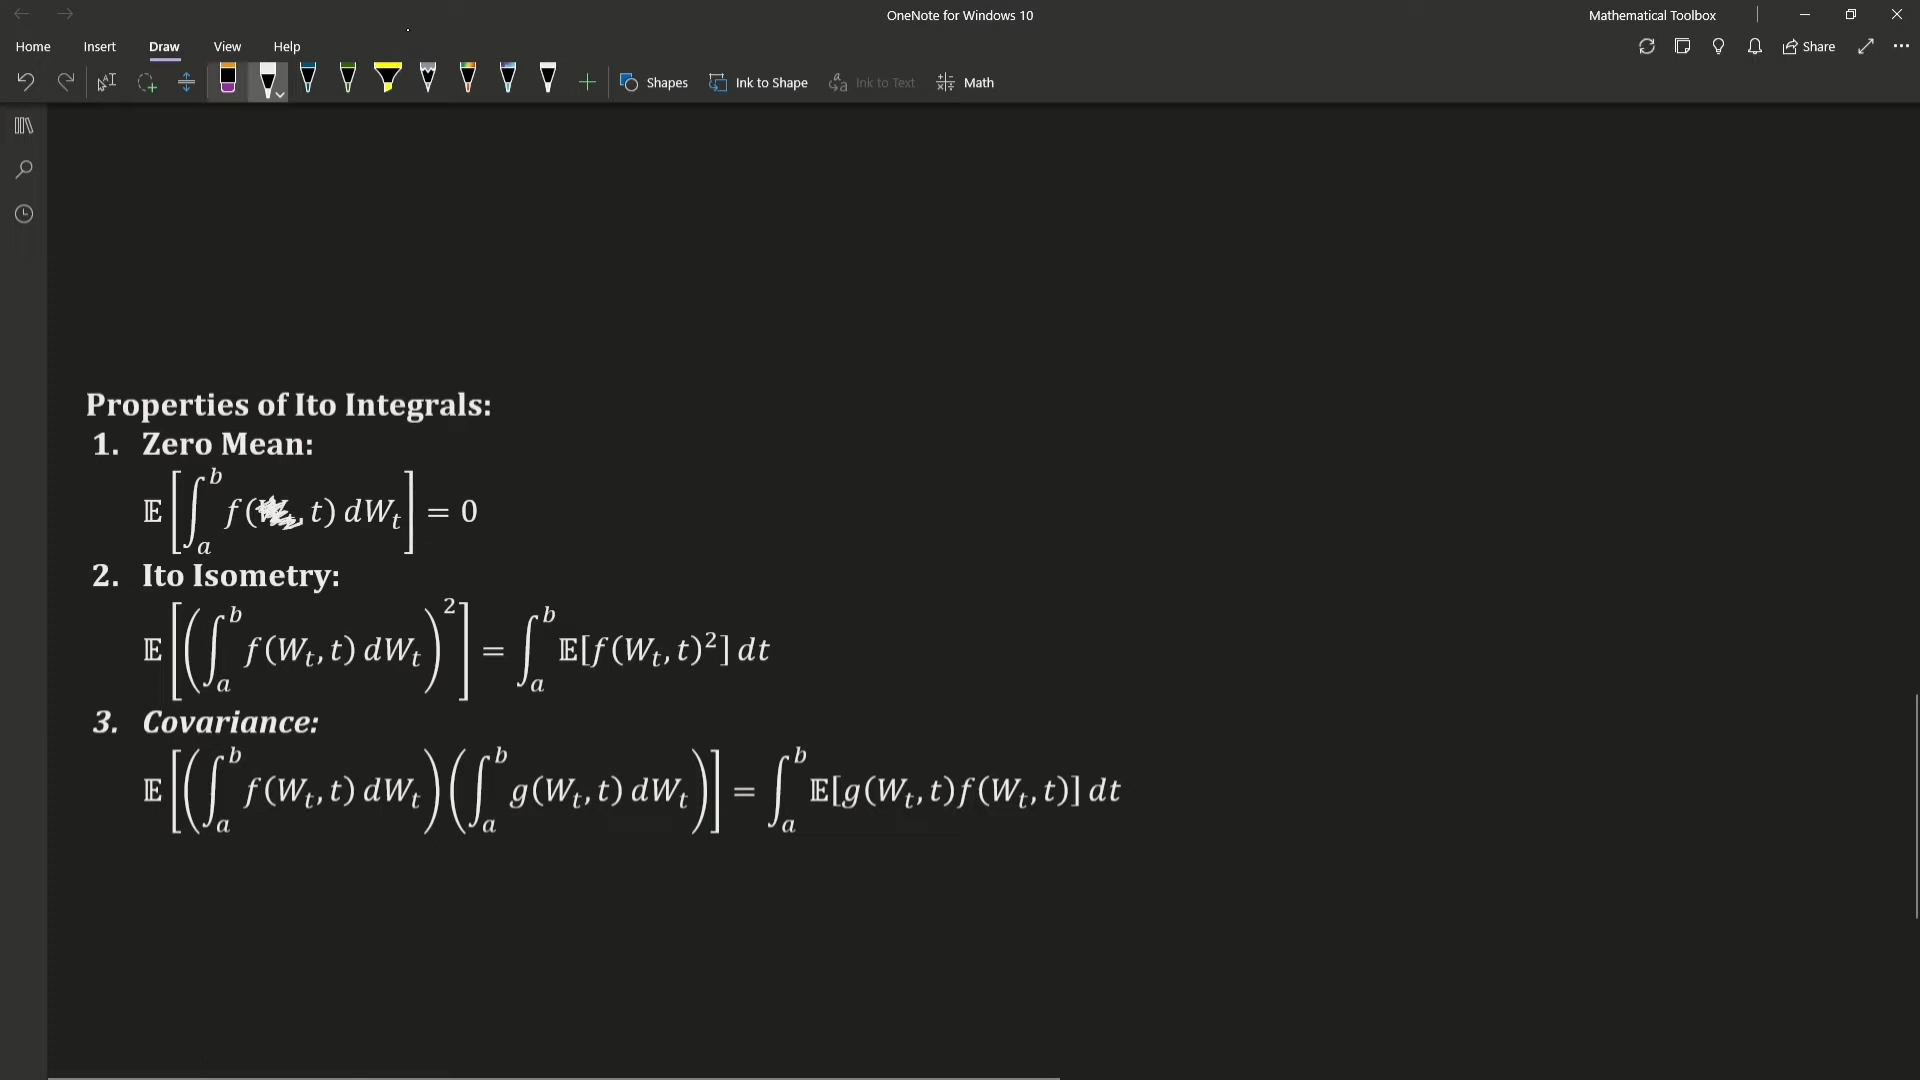 OneNote for Windows 10
Mathematical Toolbox
Home Insert Draw View Help
Share
Shapes Ink to Shape Ink to Text Math
Properties of Ito Integrals:
1. Zero Mean:
𝔼[∫_a^b f( , t) dW_t] = 0
2. Ito Isometry:
𝔼[(∫_a^b f(W_t, t) dW_t)^2] = ∫_a^b 𝔼[f(W_t, t)^2] dt
3. Covariance:
𝔼[(∫_a^b f(W_t, t) dW_t)(∫_a^b g(W_t, t) dW_t)] = ∫_a^b 𝔼[g(W_t, t)f(W_t, t)] dt